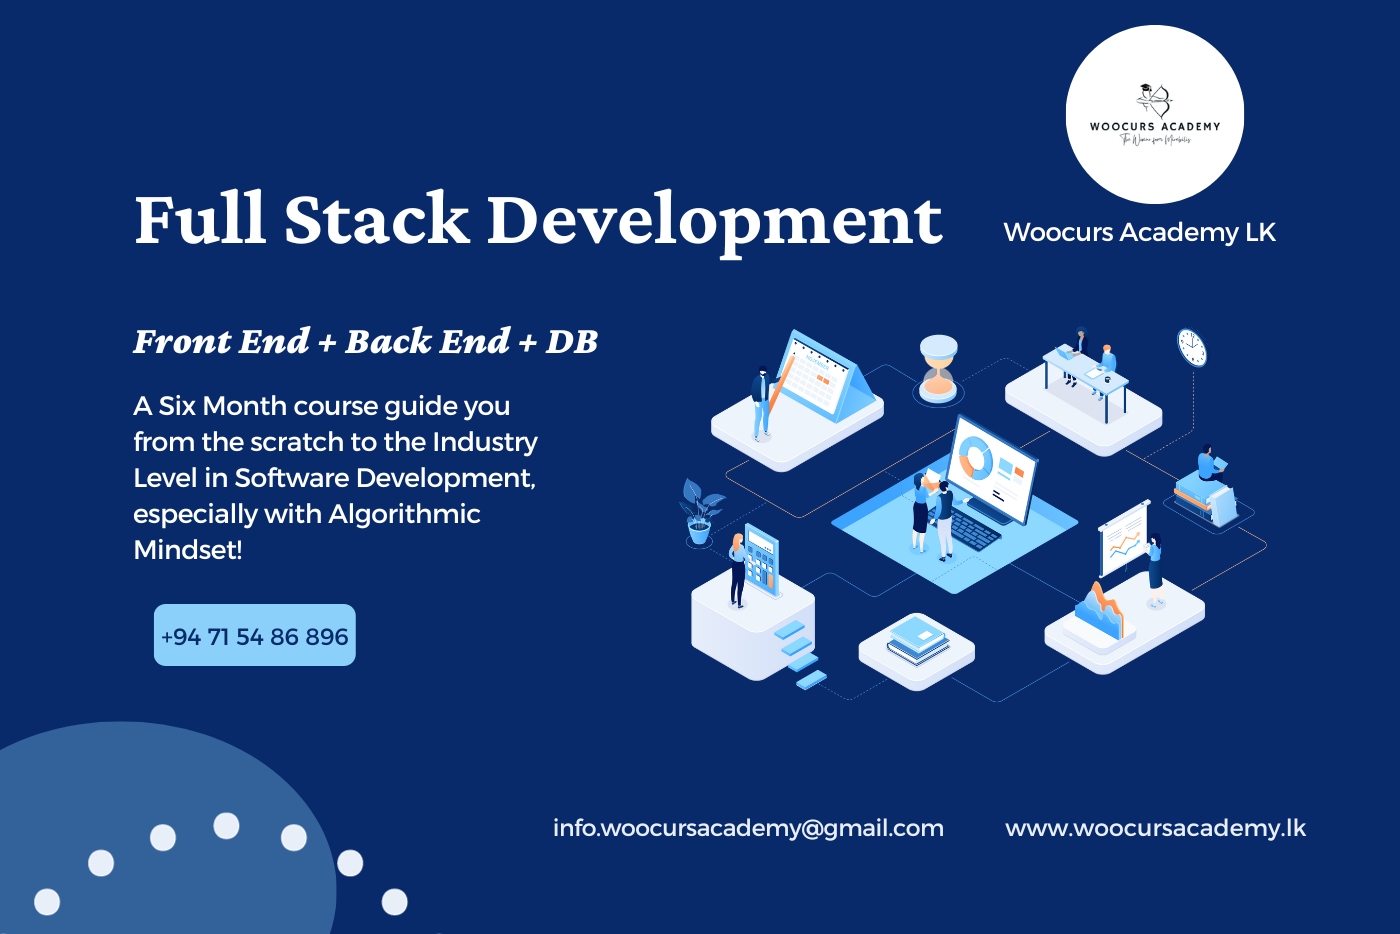 WOOCURS ACADEMY
Full Stack Development
Woocurs Academy LK
Front End + Back End + DB
A Six Month course guide you
from the scratch to the Industry
Level in Software Development,
especially with Algorithmic
Mindset!
+94 71 54 86 896
info.woocursacademy@gmail.com
www.woocursacademy.lk